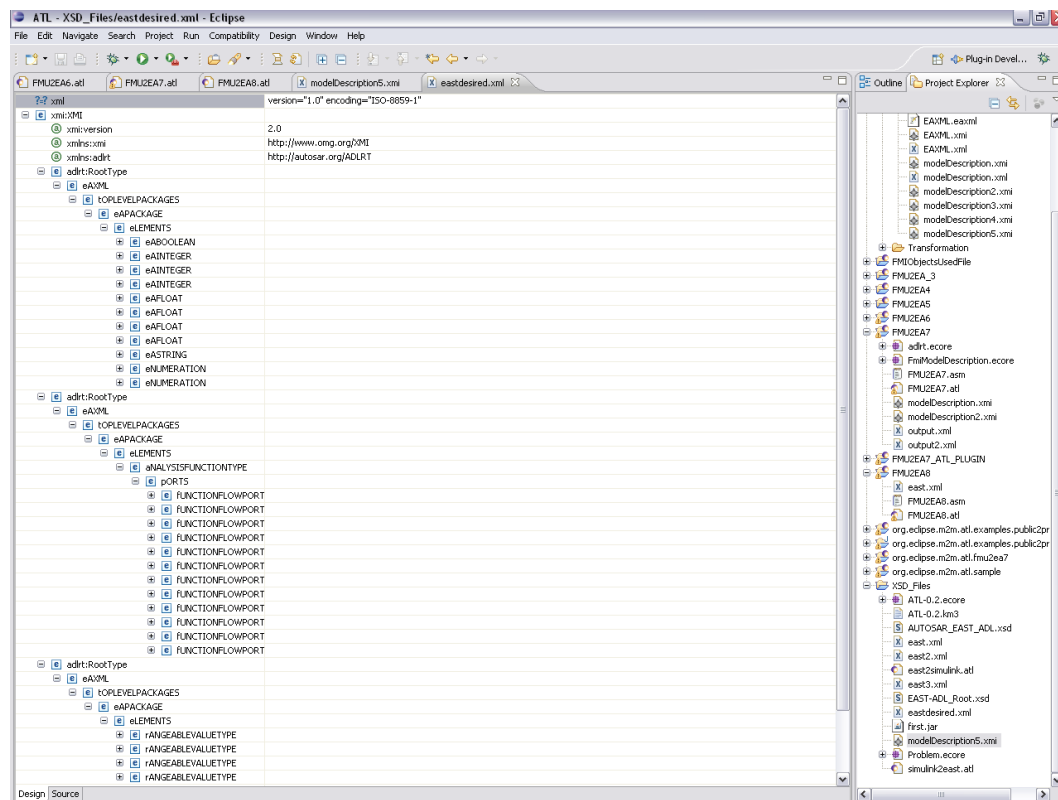 ATL - XSD_Files/eastdesired.xml - Eclipse
File Edit Navigate Search Project Run Compatibility Design Window Help
Plug-in Devel...
FMU2EA6.atl FMU2EA7.atl FMU2EA8.atl modelDescription5.xmi eastdesired.xml
?=? xml version="1.0" encoding="ISO-8859-1"
xmi:XMI
xmi:version 2.0
xmlns:xmi http://www.omg.org/XMI
xmlns:adlrt http://autosar.org/ADLRT
adlrt:RootType
eAXML
tOPLEVELPACKAGES
eAPACKAGE
eLEMENTS
eABOOLEAN
eAINTEGER
eAINTEGER
eAINTEGER
eAFLOAT
eAFLOAT
eAFLOAT
eAFLOAT
eASTRING
eNUMERATION
eNUMERATION
adlrt:RootType
eAXML
tOPLEVELPACKAGES
eAPACKAGE
eLEMENTS
aNALYSISFUNCTIONTYPE
pORTS
fUNCTIONFLOWPORT
fUNCTIONFLOWPORT
fUNCTIONFLOWPORT
fUNCTIONFLOWPORT
fUNCTIONFLOWPORT
fUNCTIONFLOWPORT
fUNCTIONFLOWPORT
fUNCTIONFLOWPORT
fUNCTIONFLOWPORT
fUNCTIONFLOWPORT
fUNCTIONFLOWPORT
fUNCTIONFLOWPORT
adlrt:RootType
eAXML
tOPLEVELPACKAGES
eAPACKAGE
eLEMENTS
rANGEABLEVALUETYPE
rANGEABLEVALUETYPE
rANGEABLEVALUETYPE
rANGEABLEVALUETYPE
Design Source
Outline Project Explorer
EAXML.eaxml
EAXML.xmi
EAXML.xml
modelDescription.xmi
modelDescription.xml
modelDescription2.xmi
modelDescription3.xmi
modelDescription4.xmi
modelDescription5.xmi
Transformation
FMIObjectsUsedFile
FMU2EA_3
FMU2EA4
FMU2EA5
FMU2EA6
FMU2EA7
adlrt.ecore
FmiModelDescription.ecore
FMU2EA7.asm
FMU2EA7.atl
modelDescription.xmi
modelDescription2.xmi
output.xml
output2.xml
FMU2EA7_ATL_PLUGIN
FMU2EA8
east.xml
FMU2EA8.asm
FMU2EA8.atl
org.eclipse.m2m.atl.examples.public2pr
org.eclipse.m2m.atl.examples.public2pr
org.eclipse.m2m.atl.fmu2ea7
org.eclipse.m2m.atl.sample
XSD_Files
ATL-0.2.ecore
ATL-0.2.km3
AUTOSAR_EAST_ADL.xsd
east.xml
east2.xml
east2simulink.atl
east3.xml
EAST-ADL_Root.xsd
eastdesired.xml
first.jar
modelDescription5.xmi
Problem.ecore
simulink2east.atl